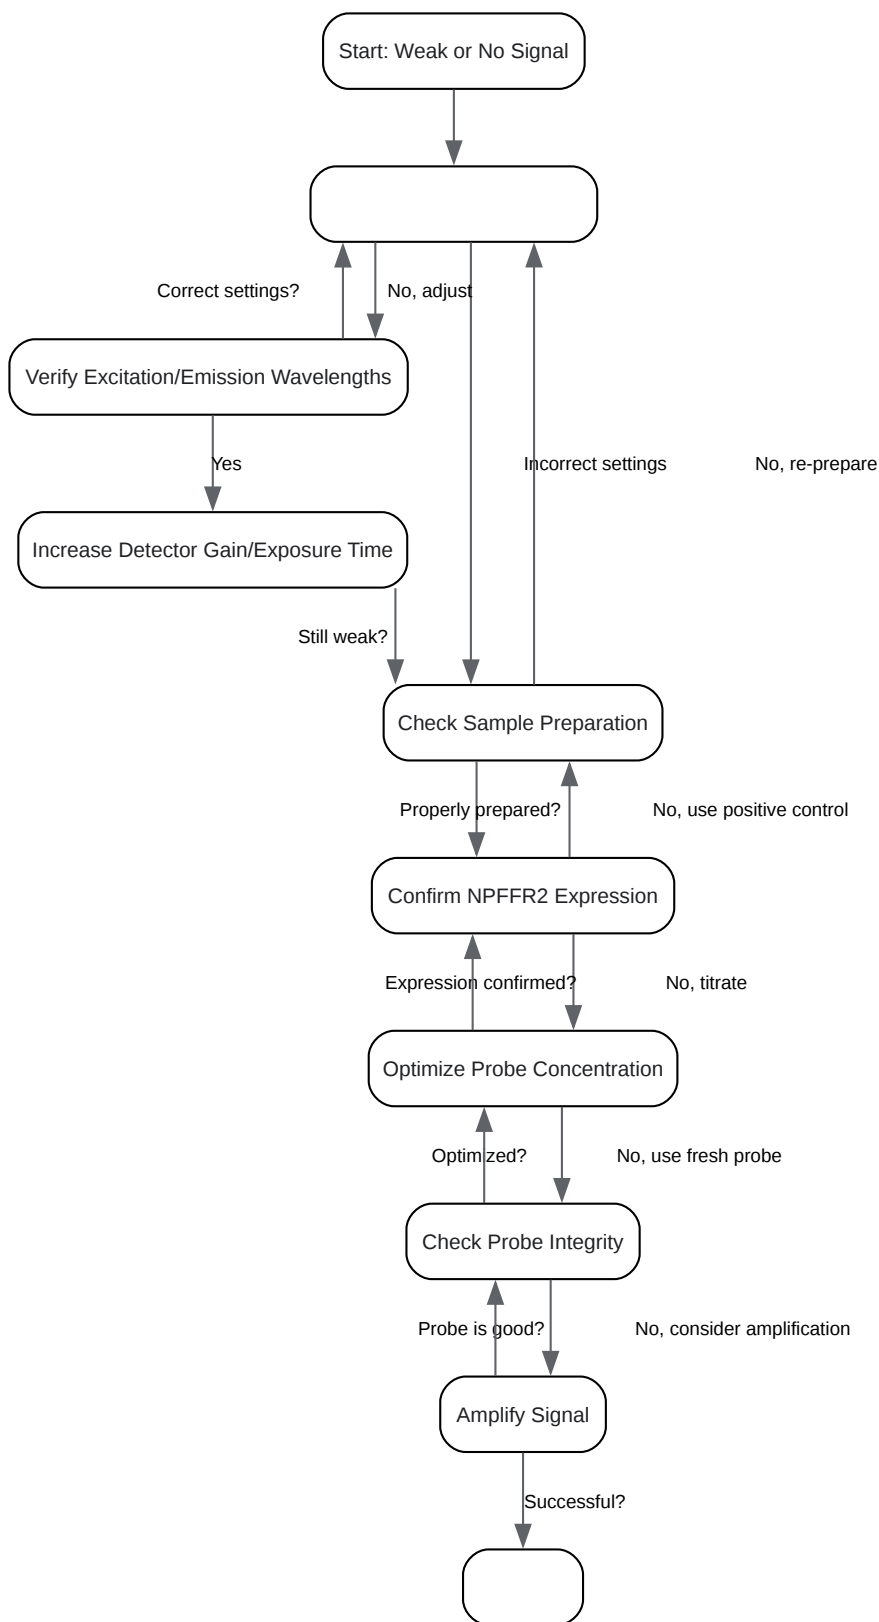 Start: Weak or No Signal
Correct settings?
No, adjust
Verify Excitation/Emission Wavelengths
Yes
Incorrect settings
No, re-prepare
Increase Detector Gain/Exposure Time
Still weak?
Check Sample Preparation
Properly prepared?
No, use positive control
Confirm NPFFR2 Expression
Expression confirmed?
No, titrate
Optimize Probe Concentration
Optimized?
No, use fresh probe
Check Probe Integrity
Probe is good?
No, consider amplification
Amplify Signal
Successful?